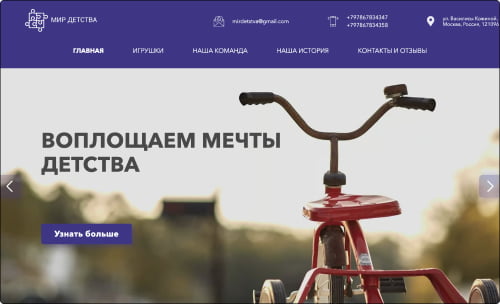 МИР ДЕТСТВА
mirdetstva@gmail.com
+797867834347
+797867834358
ул. Василисы Кожиной,
Москва, Россия, 121096
ГЛАВНАЯ
ИГРУШКИ
НАША КОМАНДА
НАША ИСТОРИЯ
КОНТАКТЫ И ОТЗЫВЫ
ВОПЛОЩАЕМ МЕЧТЫ
ДЕТСТВА
Узнать больше